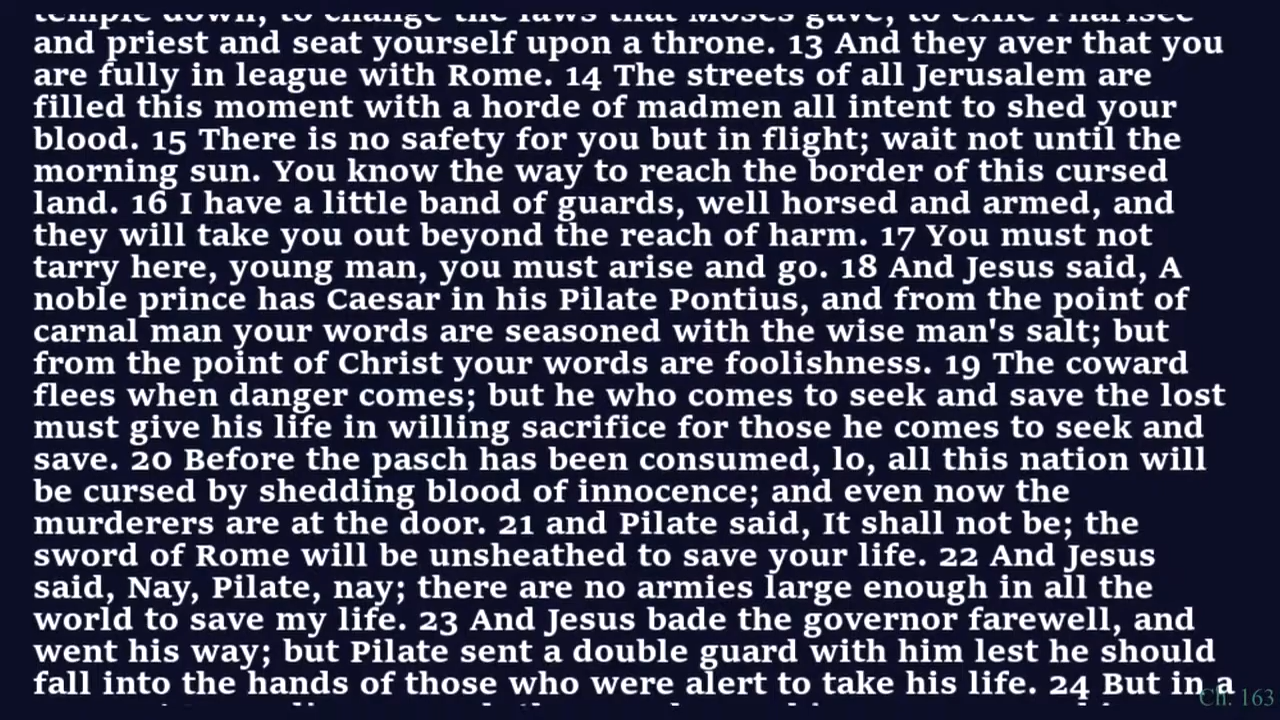 temple down, to change the laws that Moses gave, to exile Pharisee
and priest and seat yourself upon a throne. 13 And they aver that you
are fully in league with Rome. 14 The streets of all Jerusalem are
filled this moment with a horde of madmen all intent to shed your
blood. 15 There is no safety for you but in flight; wait not until the
morning sun. You know the way to reach the border of this cursed
land. 16 I have a little band of guards, well horsed and armed, and
they will take you out beyond the reach of harm. 17 You must not
tarry here, young man, you must arise and go. 18 And Jesus said, A
noble prince has Caesar in his Pilate Pontius, and from the point of
carnal man your words are seasoned with the wise man's salt; but
from the point of Christ your words are foolishness. 19 The coward
flees when danger comes; but he who comes to seek and save the lost
must give his life in willing sacrifice for those he comes to seek and
save. 20 Before the pasch has been consumed, lo, all this nation will
be cursed by shedding blood of innocence; and even now the
murderers are at the door. 21 and Pilate said, It shall not be; the
sword of Rome will be unsheathed to save your life. 22 And Jesus
said, Nay, Pilate, nay; there are no armies large enough in all the
world to save my life. 23 And Jesus bade the governor farewell, and
went his way; but Pilate sent a double guard with him lest he should
fall into the hands of those who were alert to take his life. 24 But in a
Ch. 163